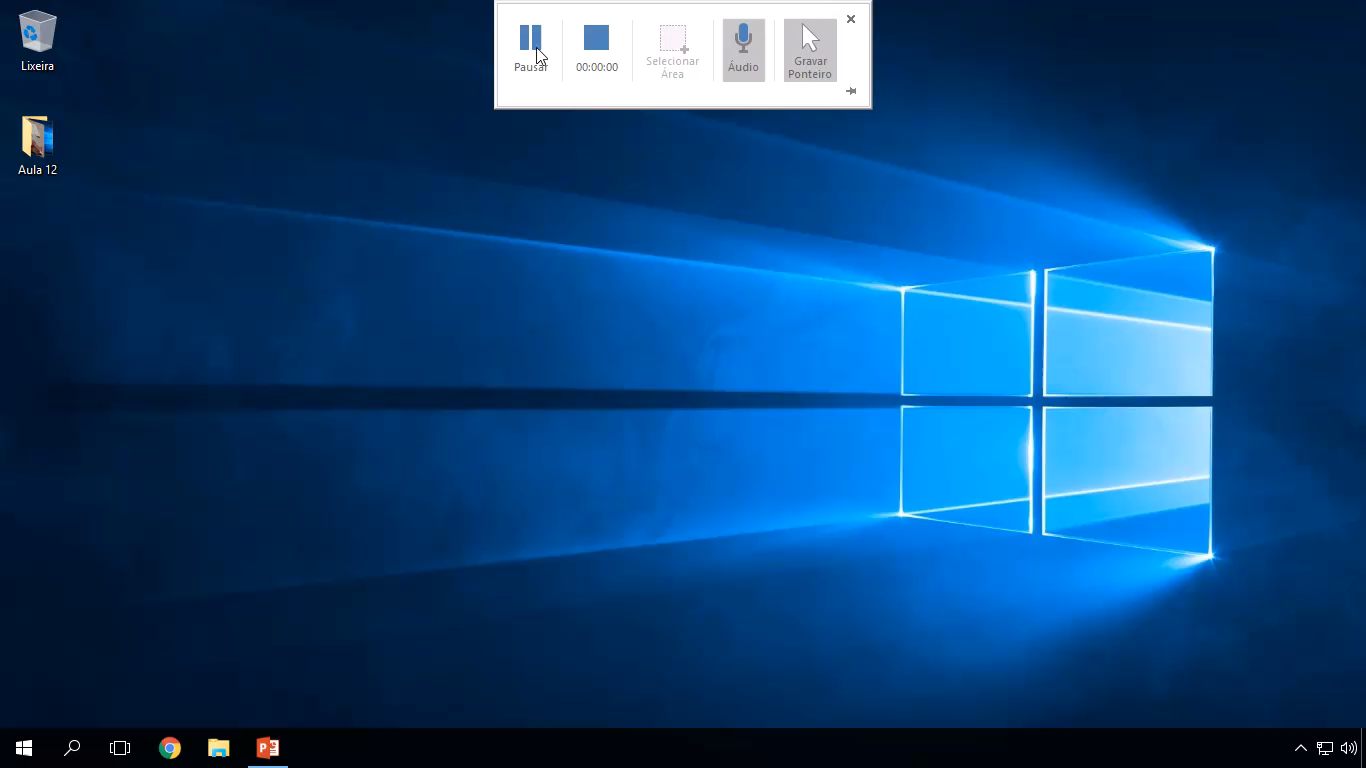 Lixeira
Aula 12
Pausar
00:00:00
Selecionar
Área
Áudio
Gravar
Ponteiro